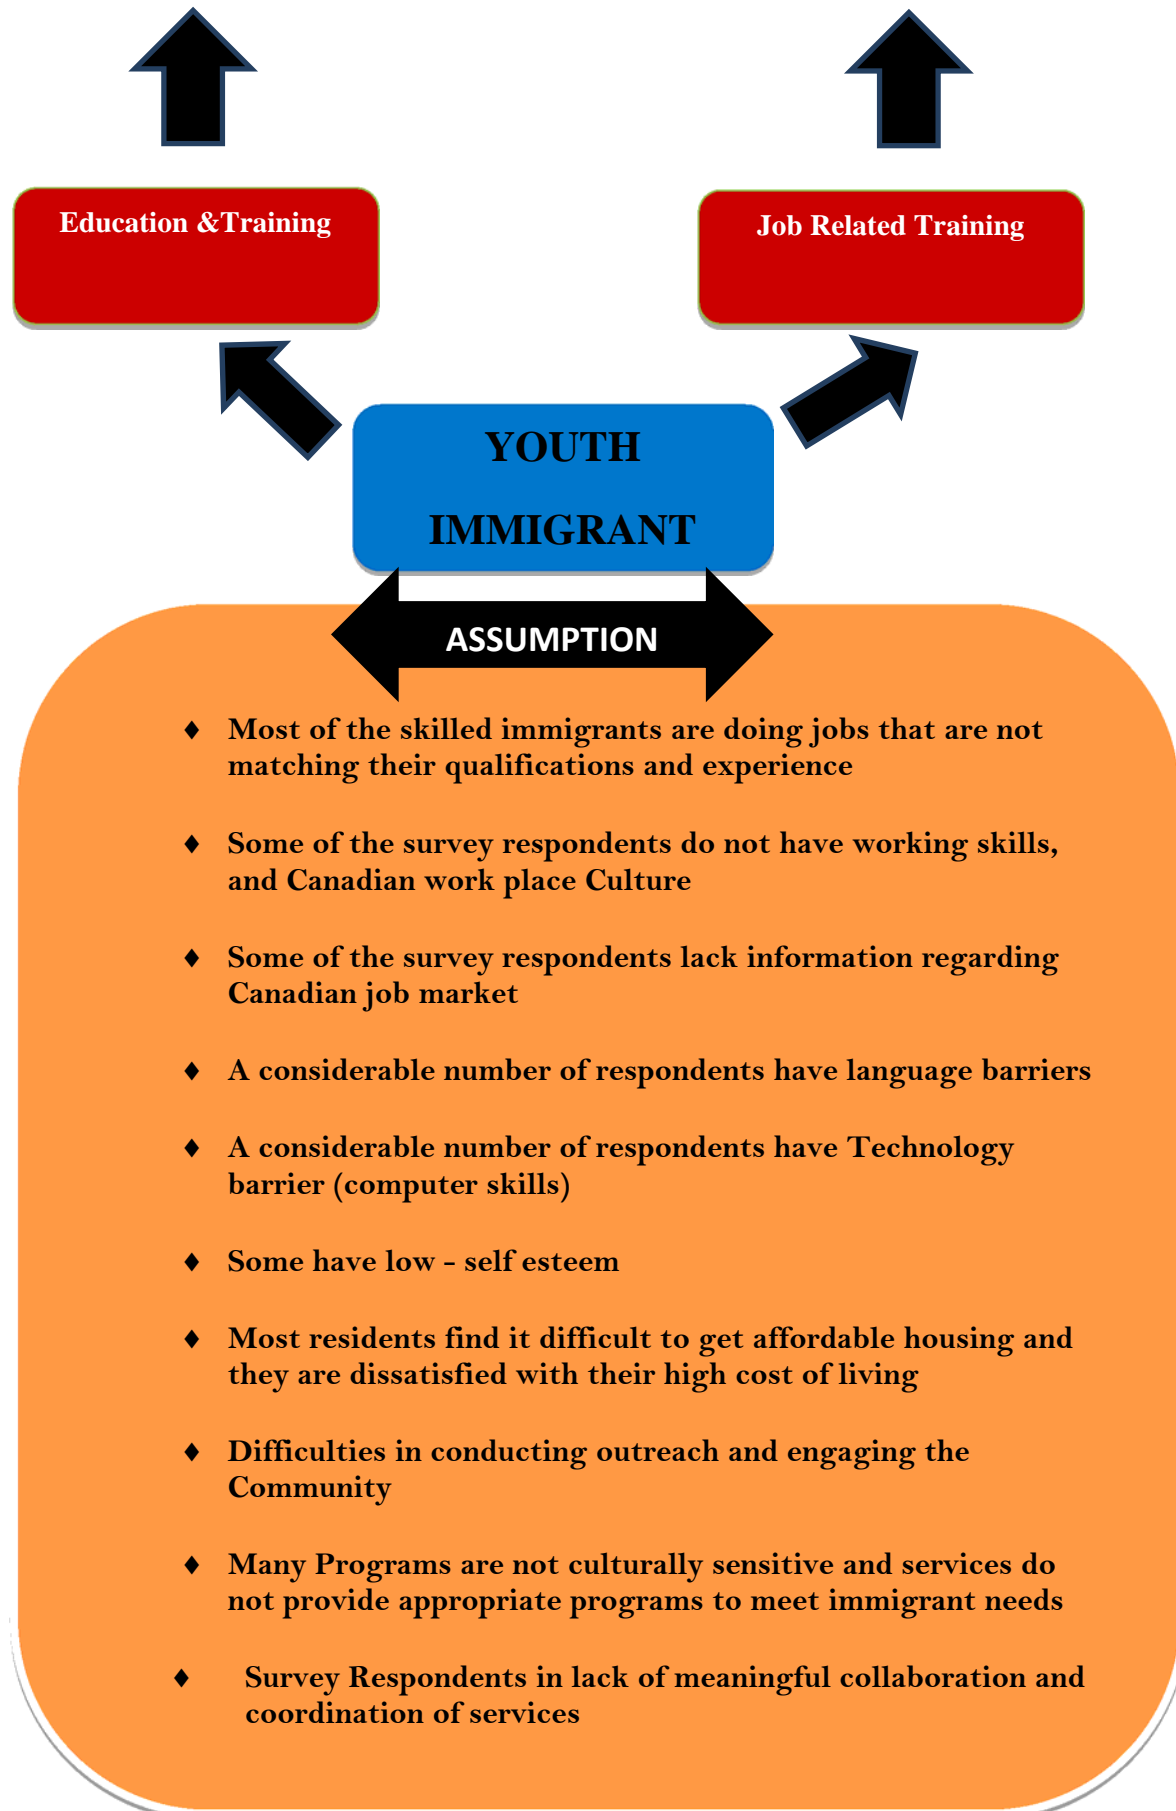 Education &Training
Job Related Training
YOUTH
IMMIGRANT
ASSUMPTION
♦ Most of the skilled immigrants are doing jobs that are not
matching their qualifications and experience
♦ Some of the survey respondents do not have working skills,
and Canadian work place Culture
♦ Some of the survey respondents lack information regarding
Canadian job market
♦ A considerable number of respondents have language barriers
♦ A considerable number of respondents have Technology
barrier (computer skills)
♦ Some have low - self esteem
♦ Most residents find it difficult to get affordable housing and
they are dissatisfied with their high cost of living
♦ Difficulties in conducting outreach and engaging the
Community
♦ Many Programs are not culturally sensitive and services do
not provide appropriate programs to meet immigrant needs
♦ Survey Respondents in lack of meaningful collaboration and
coordination of services